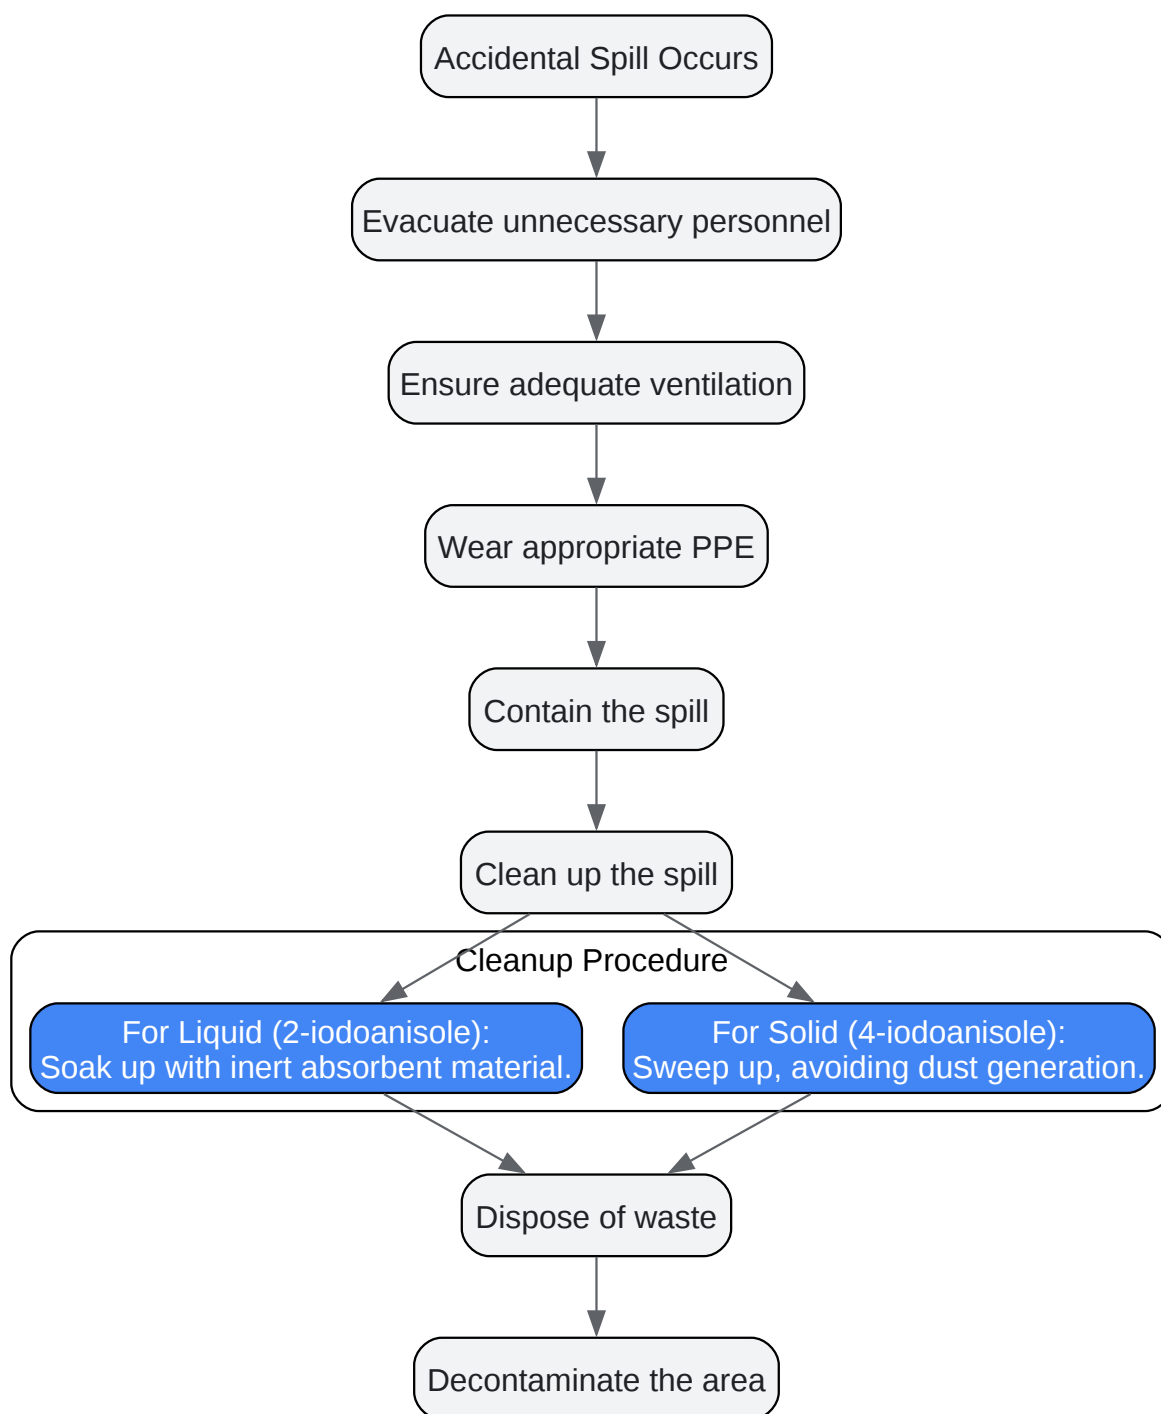 Accidental Spill Occurs
Evacuate unnecessary personnel
Ensure adequate ventilation
Wear appropriate PPE
Contain the spill
Clean up the spill
Cleanup Procedure
For Liquid (2-iodoanisole):
Soak up with inert absorbent material.
For Solid (4-iodoanisole):
Sweep up, avoiding dust generation.
Dispose of waste
Decontaminate the area